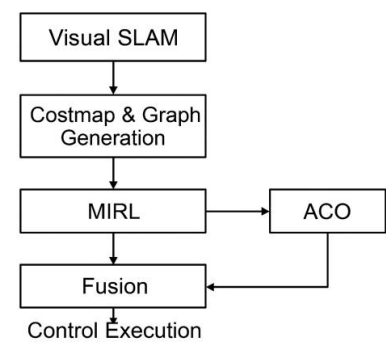 Visual SLAM
Costmap & Graph
Generation
MIRL
ACO
Fusion
Control Execution